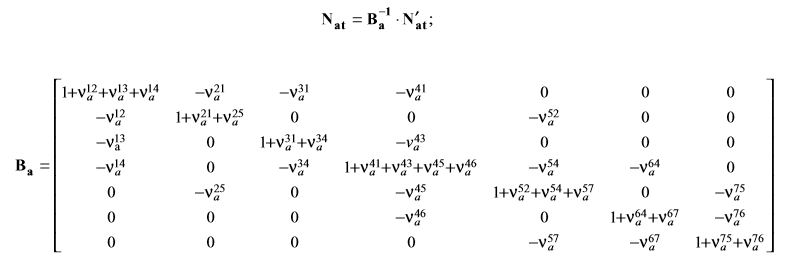 N_at = B_a^{-1} · N′_at;
1+ν_a^{12}+ν_a^{13}+ν_a^{14} −ν_a^{21} −ν_a^{31} −ν_a^{41} 0 0 0
−ν_a^{12} 1+ν_a^{21}+ν_a^{25} 0 0 −ν_a^{52} 0 0
−ν_a^{13} 0 1+ν_a^{31}+ν_a^{34} −ν_a^{43} 0 0 0
B_a = −ν_a^{14} 0 −ν_a^{34} 1+ν_a^{41}+ν_a^{43}+ν_a^{45}+ν_a^{46} −ν_a^{54} −ν_a^{64} 0
0 −ν_a^{25} 0 −ν_a^{45} 1+ν_a^{52}+ν_a^{54}+ν_a^{57} 0 −ν_a^{75}
0 0 0 −ν_a^{46} 0 1+ν_a^{64}+ν_a^{67} −ν_a^{76}
0 0 0 0 −ν_a^{57} −ν_a^{67} 1+ν_a^{75}+ν_a^{76}